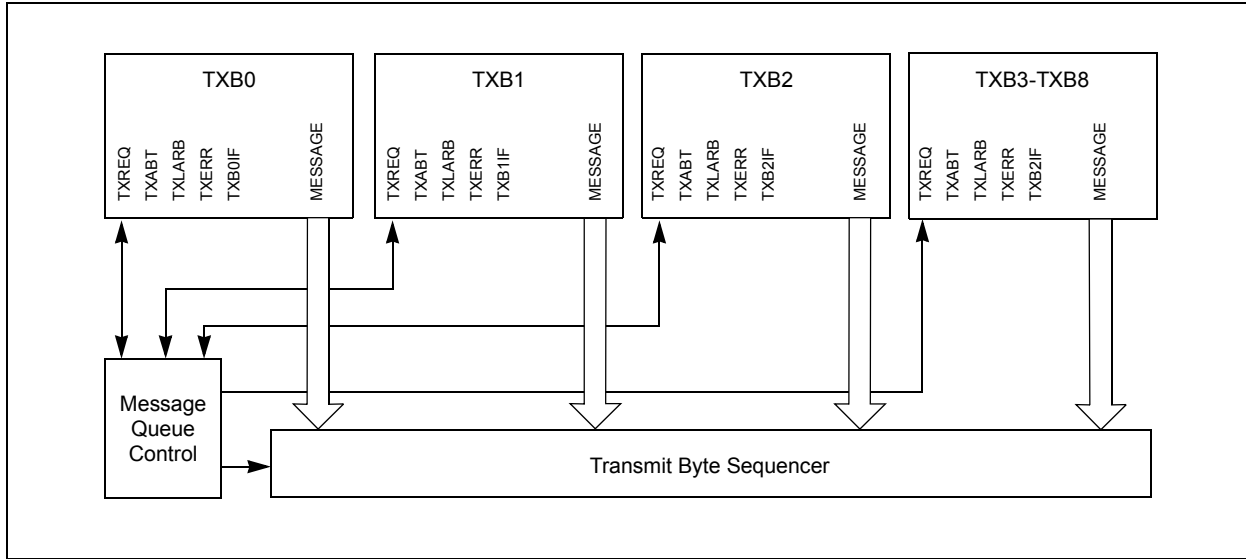 TXB0
TXREQ
TXABT
TXLARB
TXERR
TXB0IF
MESSAGE
TXB1
TXREQ
TXABT
TXLARB
TXERR
TXB1IF
MESSAGE
TXB2
TXREQ
TXABT
TXLARB
TXERR
TXB2IF
MESSAGE
TXB3-TXB8
TXREQ
TXABT
TXLARB
TXERR
TXB2IF
MESSAGE
Message
Queue
Control
Transmit Byte Sequencer